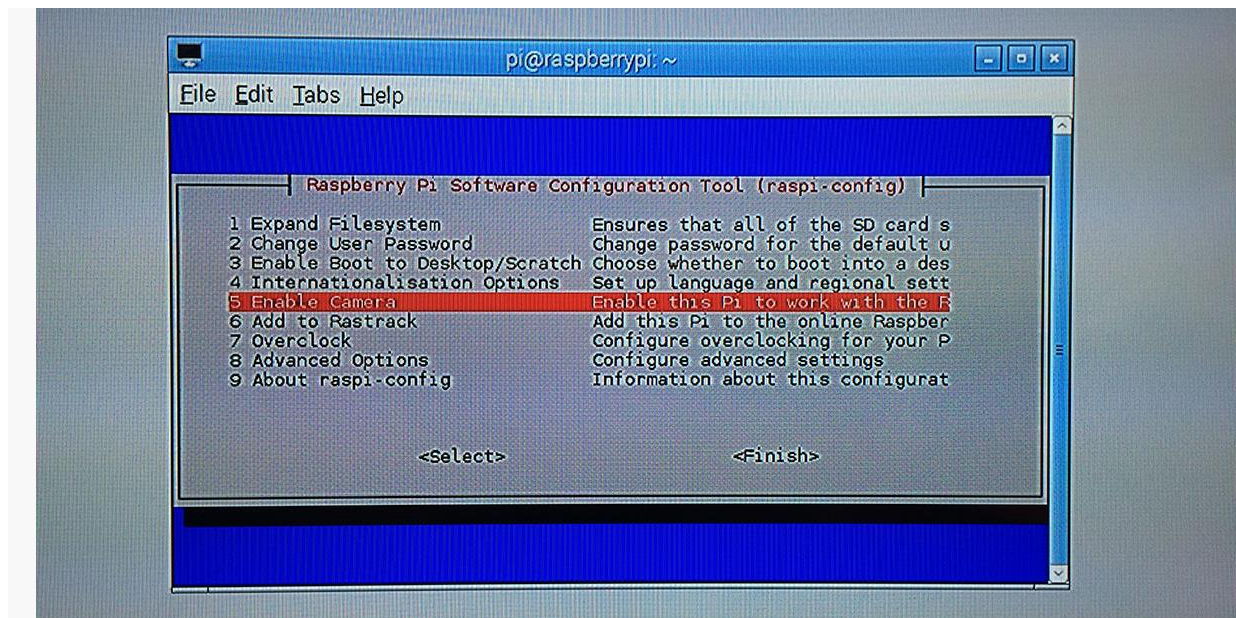 pi@raspberrypi: ~
File Edit Tabs Help
Raspberry Pi Software Configuration Tool (raspi-config)
1 Expand Filesystem Ensures that all of the SD card s
2 Change User Password Change password for the default u
3 Enable Boot to Desktop/Scratch Choose whether to boot into a des
4 Internationalisation Options Set up language and regional sett
5 Enable Camera Enable this Pi to work with the R
6 Add to Rastrack Add this Pi to the online Raspber
7 Overclock Configure overclocking for your P
8 Advanced Options Configure advanced settings
9 About raspi-config Information about this configurat
<Select> <Finish>